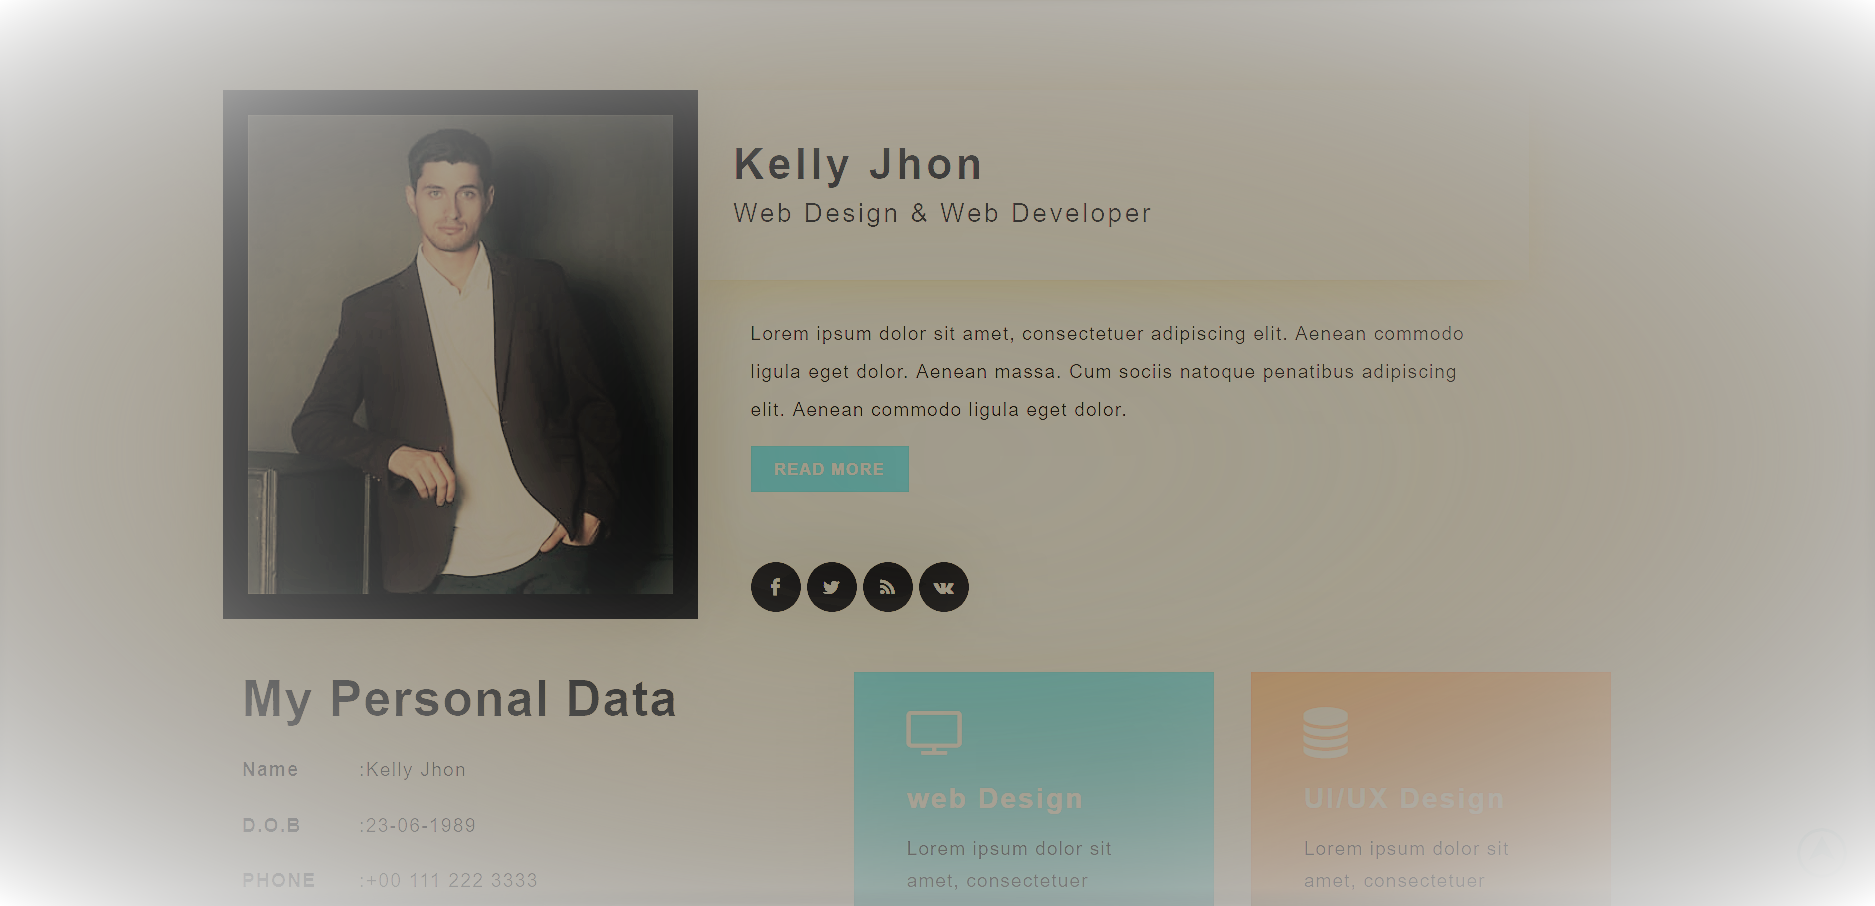 Kelly Jhon
Web Design & Web Developer
Lorem ipsum dolor sit amet, consectetuer adipiscing elit. Aenean commodo
ligula eget dolor. Aenean massa. Cum sociis natoque penatibus adipiscing
elit. Aenean commodo ligula eget dolor.
READ MORE
My Personal Data
Name :Kelly Jhon
D.O.B :23-06-1989
PHONE :+00 111 222 3333
web Design
Lorem ipsum dolor sit
amet, consectetuer
UI/UX Design
Lorem ipsum dolor sit
amet, consectetuer